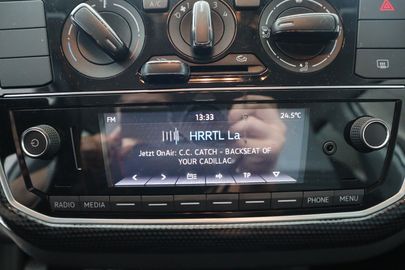 A/C
FM 13:33 24.5°C
HRRTL La
Jetzt OnAir: C.C. CATCH - BACKSEAT OF
YOUR CADILLAC
TP
RADIO MEDIA PHONE MENU